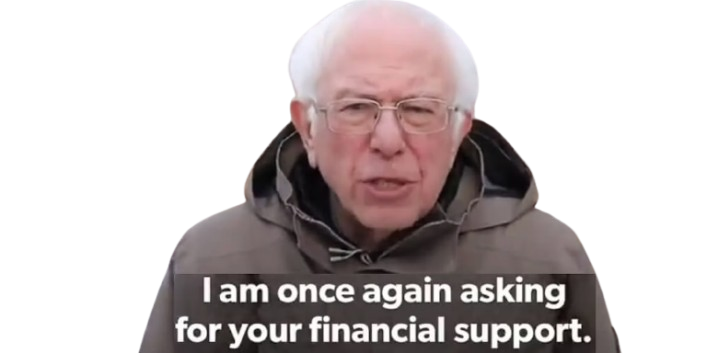 I am once again asking
for your financial support.